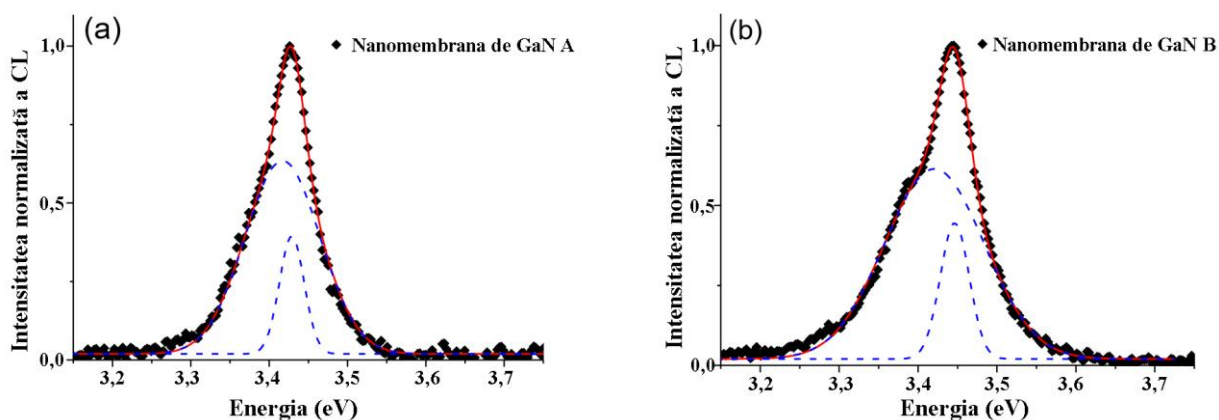 (a)
Nanomembrana de GaN A
1,0
0,5
0,0
Intensitatea normalizată a CL
3,2 3,3 3,4 3,5 3,6 3,7
Energia (eV)
(b)
Nanomembrana de GaN B
1,0
0,5
0,0
Intensitatea normalizată a CL
3,2 3,3 3,4 3,5 3,6 3,7
Energia (eV)